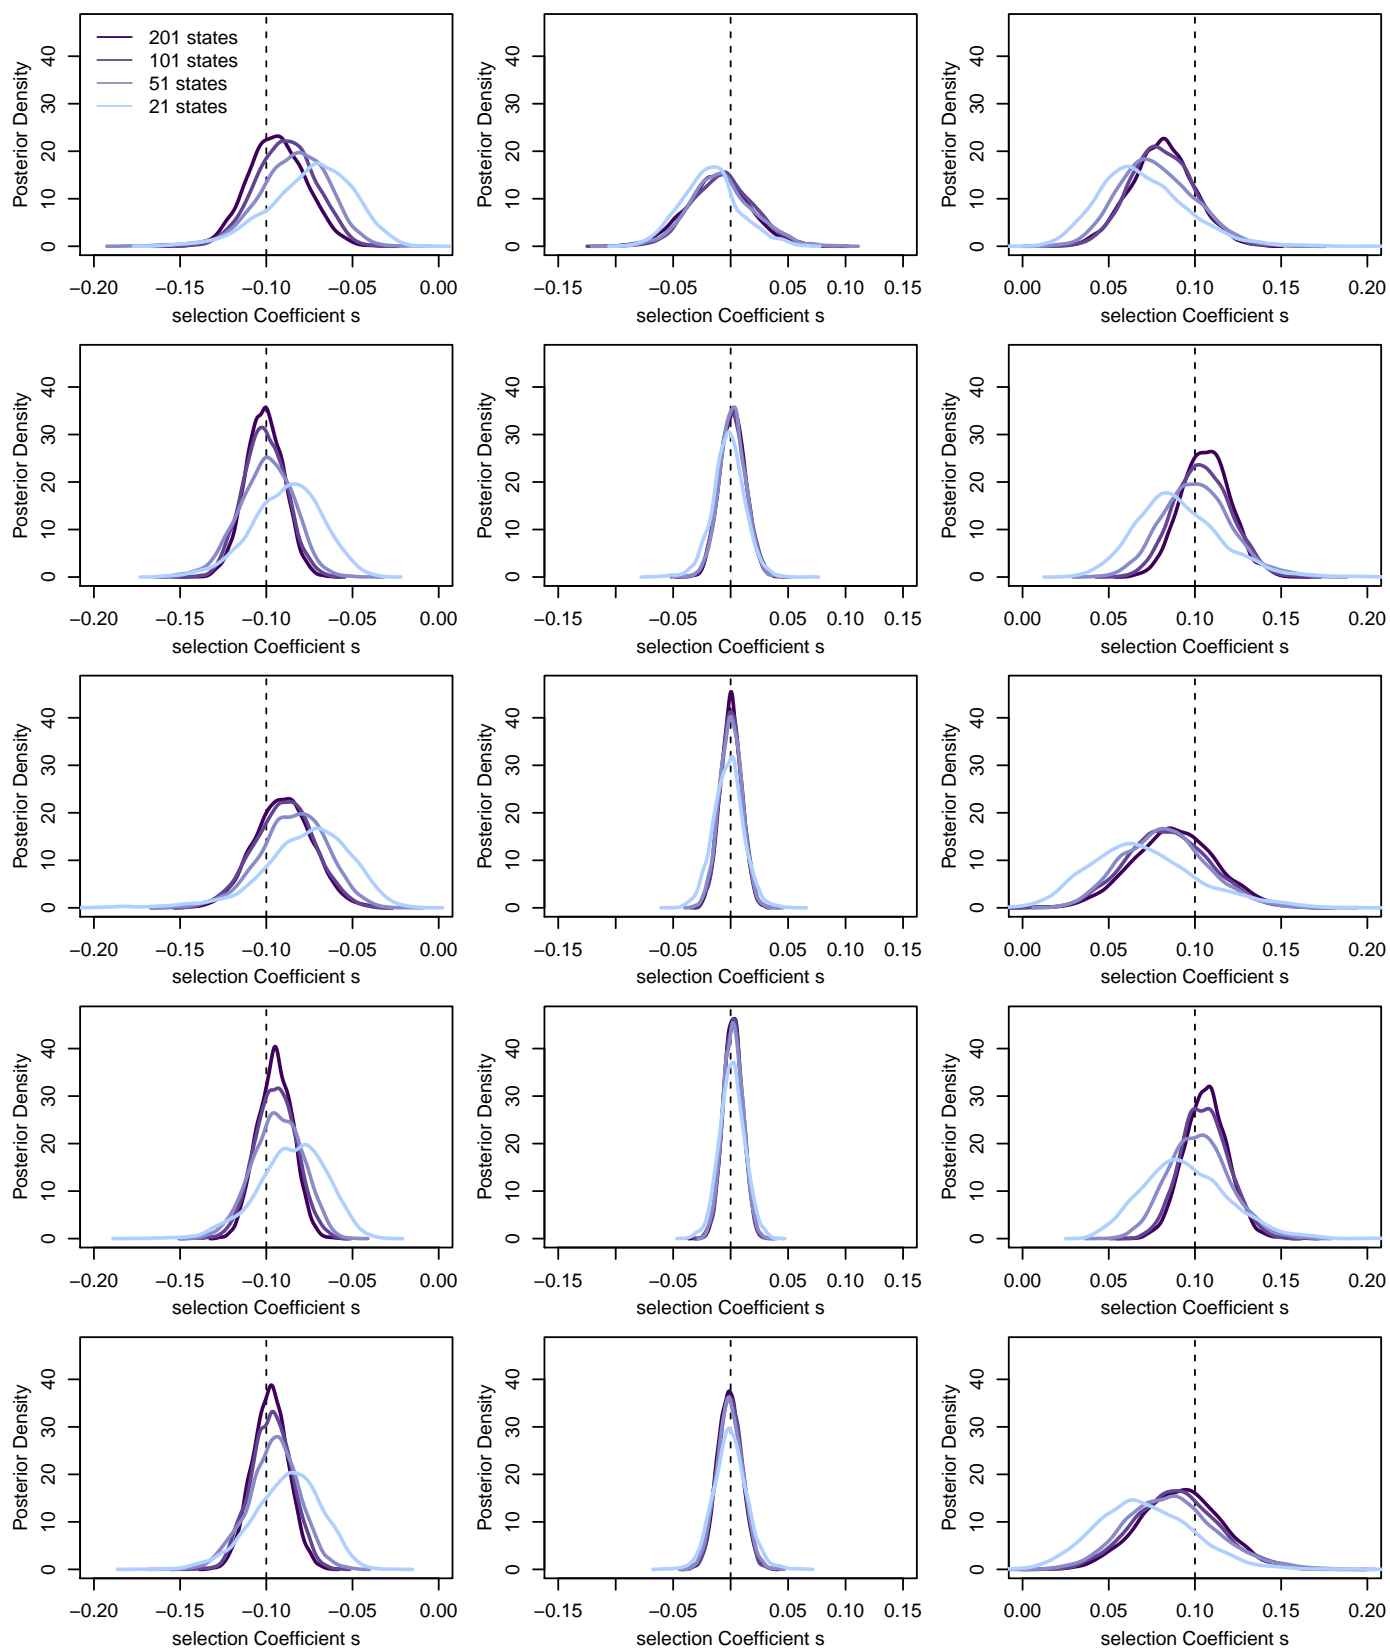 201 states
101 states
51 states
21 states
Posterior Density
0 10 20 30 40
−0.20 −0.15 −0.10 −0.05 0.00
selection Coefficient s
Posterior Density
0 10 20 30 40
−0.15 −0.05 0.05 0.10 0.15
selection Coefficient s
Posterior Density
0 10 20 30 40
0.00 0.05 0.10 0.15 0.20
selection Coefficient s
Posterior Density
0 10 20 30 40
−0.20 −0.15 −0.10 −0.05 0.00
selection Coefficient s
Posterior Density
0 10 20 30 40
−0.15 −0.05 0.05 0.10 0.15
selection Coefficient s
Posterior Density
0 10 20 30 40
0.00 0.05 0.10 0.15 0.20
selection Coefficient s
Posterior Density
0 10 20 30 40
−0.20 −0.15 −0.10 −0.05 0.00
selection Coefficient s
Posterior Density
0 10 20 30 40
−0.15 −0.05 0.05 0.10 0.15
selection Coefficient s
Posterior Density
0 10 20 30 40
0.00 0.05 0.10 0.15 0.20
selection Coefficient s
Posterior Density
0 10 20 30 40
−0.20 −0.15 −0.10 −0.05 0.00
selection Coefficient s
Posterior Density
0 10 20 30 40
−0.15 −0.05 0.05 0.10 0.15
selection Coefficient s
Posterior Density
0 10 20 30 40
0.00 0.05 0.10 0.15 0.20
selection Coefficient s
Posterior Density
0 10 20 30 40
−0.20 −0.15 −0.10 −0.05 0.00
selection Coefficient s
Posterior Density
0 10 20 30 40
−0.15 −0.05 0.05 0.10 0.15
selection Coefficient s
Posterior Density
0 10 20 30 40
0.00 0.05 0.10 0.15 0.20
selection Coefficient s